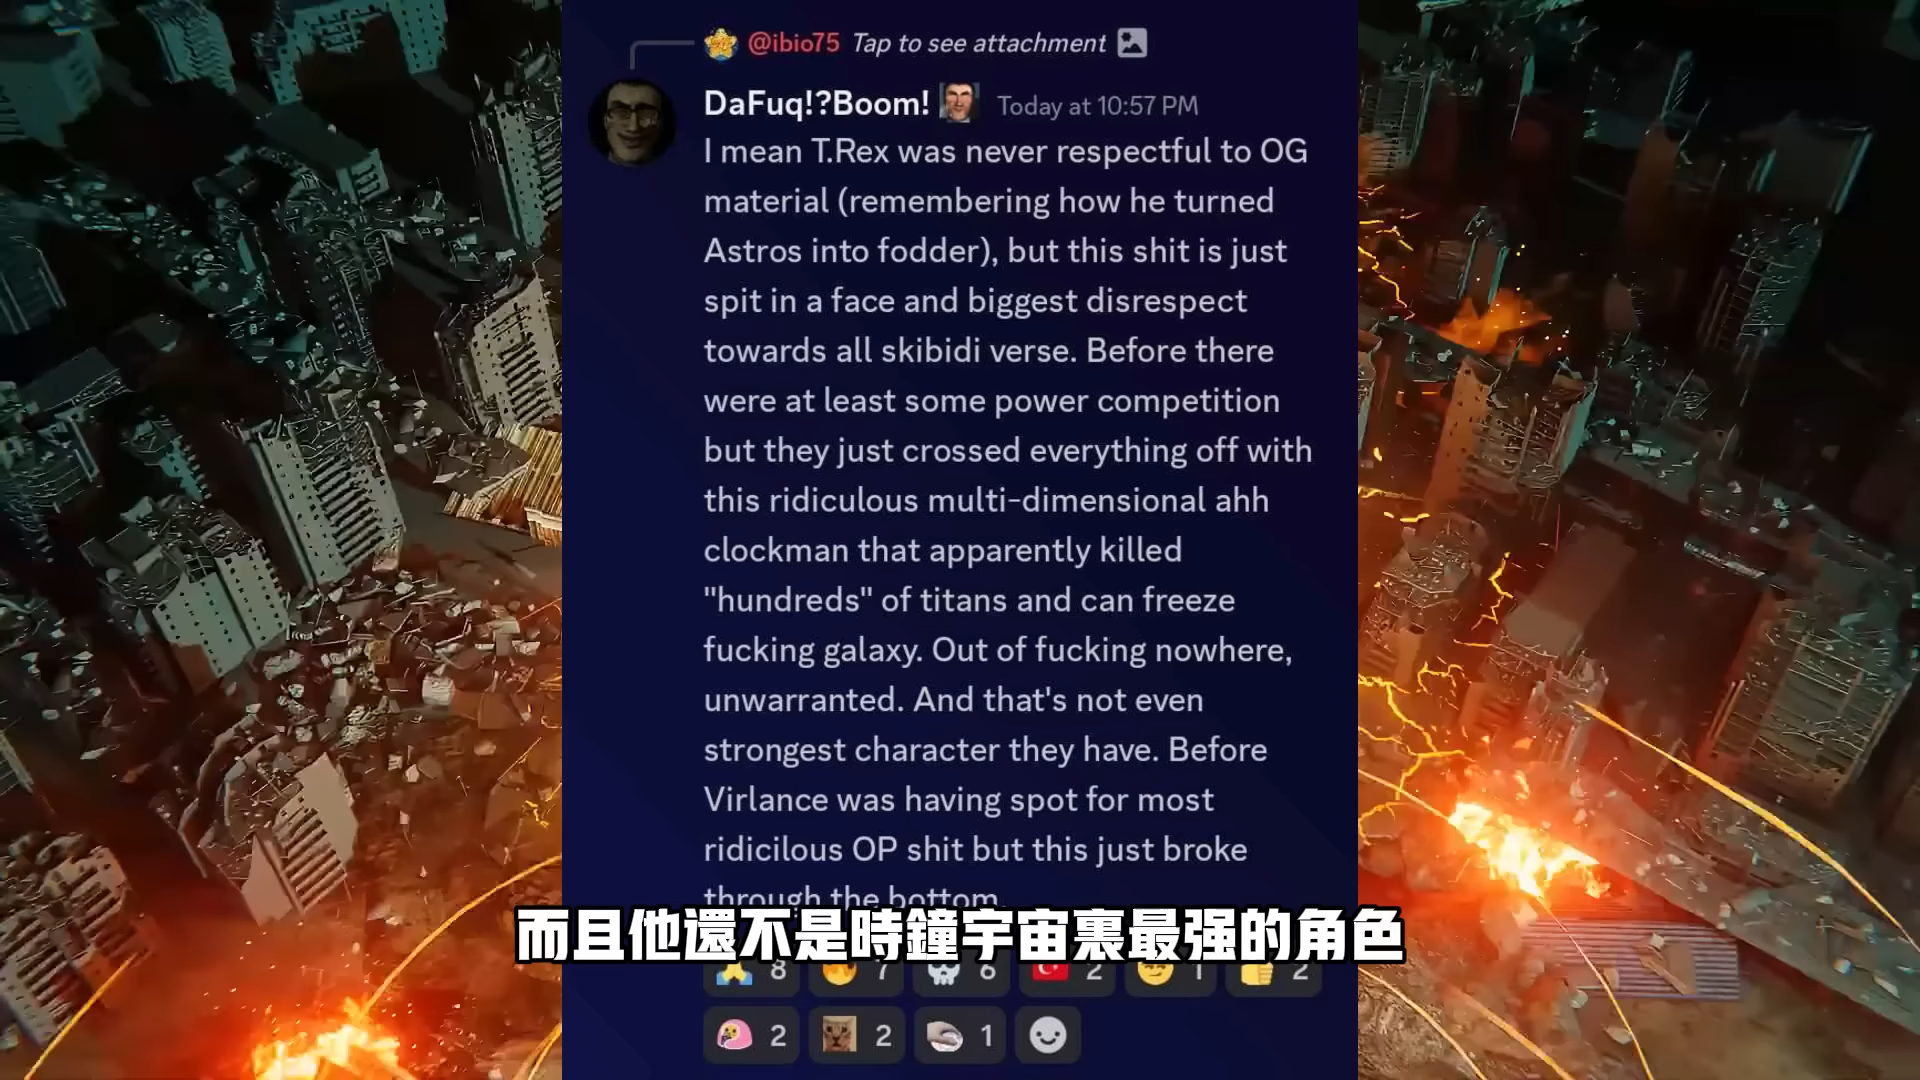 @ibio75 Tap to see attachment
DaFuq!?Boom! Today at 10:57 PM
I mean T.Rex was never respectful to OG
material (remembering how he turned
Astros into fodder), but this shit is just
spit in a face and biggest disrespect
towards all skibidi verse. Before there
were at least some power competition
but they just crossed everything off with
this ridiculous multi-dimensional ahh
clockman that apparently killed
"hundreds" of titans and can freeze
fucking galaxy. Out of fucking nowhere,
unwarranted. And that's not even
strongest character they have. Before
Virlance was having spot for most
ridicilous OP shit but this just broke
through the bottom.
而且他還不是時鐘宇宙裏最强的角色
8 7 6 2 1 2
2 2 1